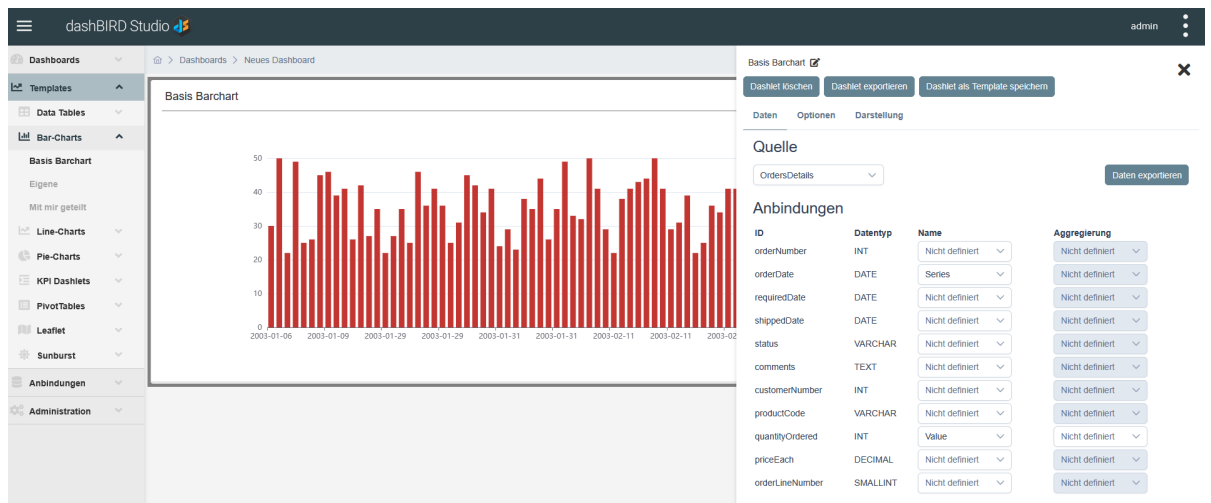 dashBIRD Studio
admin
Dashboards
Templates
Data Tables
Bar-Charts
Basis Barchart
Eigene
Mit mir geteilt
Line-Charts
Pie-Charts
KPI Dashlets
PivotTables
Leaflet
Sunburst
Anbindungen
Administration
> Dashboards > Neues Dashboard
Basis Barchart
50
40
30
20
10
0
2003-01-06 2003-01-09 2003-01-29 2003-01-29 2003-01-31 2003-01-31 2003-02-11 2003-02-11 2003-02
Basis Barchart
Dashlet löschen Dashlet exportieren Dashlet als Template speichern
Daten Optionen Darstellung
Quelle
OrdersDetails Daten exportieren
Anbindungen
ID Datentyp Name Aggregierung
orderNumber INT Nicht definiert Nicht definiert
orderDate DATE Series Nicht definiert
requiredDate DATE Nicht definiert Nicht definiert
shippedDate DATE Nicht definiert Nicht definiert
status VARCHAR Nicht definiert Nicht definiert
comments TEXT Nicht definiert Nicht definiert
customerNumber INT Nicht definiert Nicht definiert
productCode VARCHAR Nicht definiert Nicht definiert
quantityOrdered INT Value Nicht definiert
priceEach DECIMAL Nicht definiert Nicht definiert
orderLineNumber SMALLINT Nicht definiert Nicht definiert